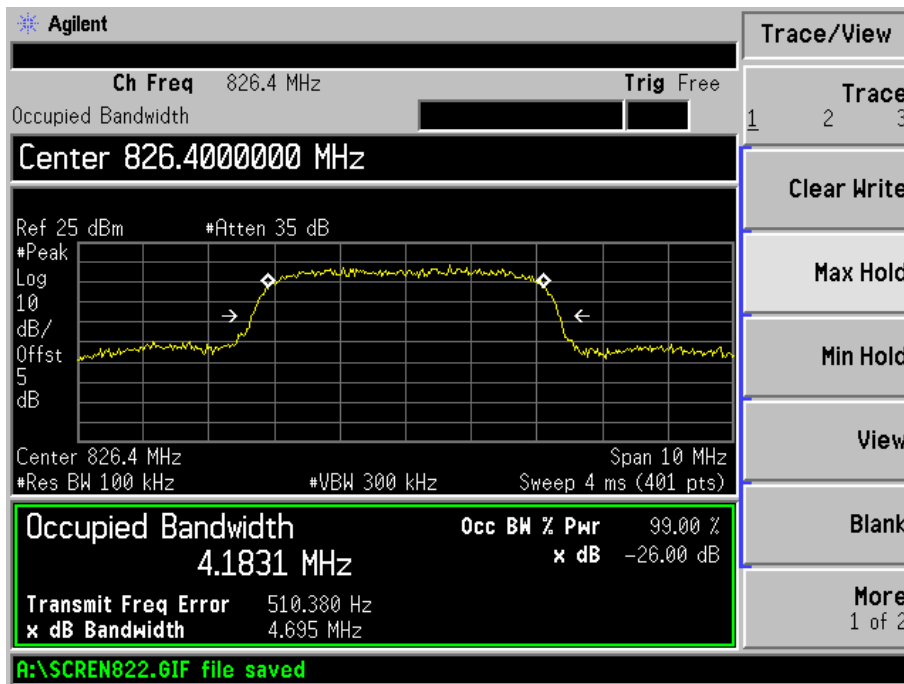 Agilent
Trace/View
Ch Freq 826.4 MHz Trig Free
Occupied Bandwidth
Trace
1 2 3
Center 826.4000000 MHz
Clear Write
Ref 25 dBm #Atten 35 dB
#Peak
Log
10
dB/
Offst
5
dB
Max Hold
Min Hold
View
Center 826.4 MHz Span 10 MHz
#Res BW 100 kHz #VBW 300 kHz Sweep 4 ms (401 pts)
Occupied Bandwidth Occ BW % Pwr 99.00 %
4.1831 MHz x dB -26.00 dB
Blank
Transmit Freq Error 510.380 Hz
x dB Bandwidth 4.695 MHz
More
1 of 2
A:\SCREN822.GIF file saved